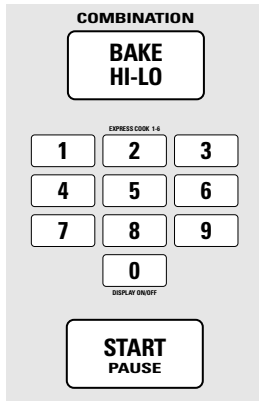 COMBINATION
BAKE
HI-LO
EXPRESS COOK 1-6
1 2 3
4 5 6
7 8 9
0
DISPLAY ON/OFF
START
PAUSE